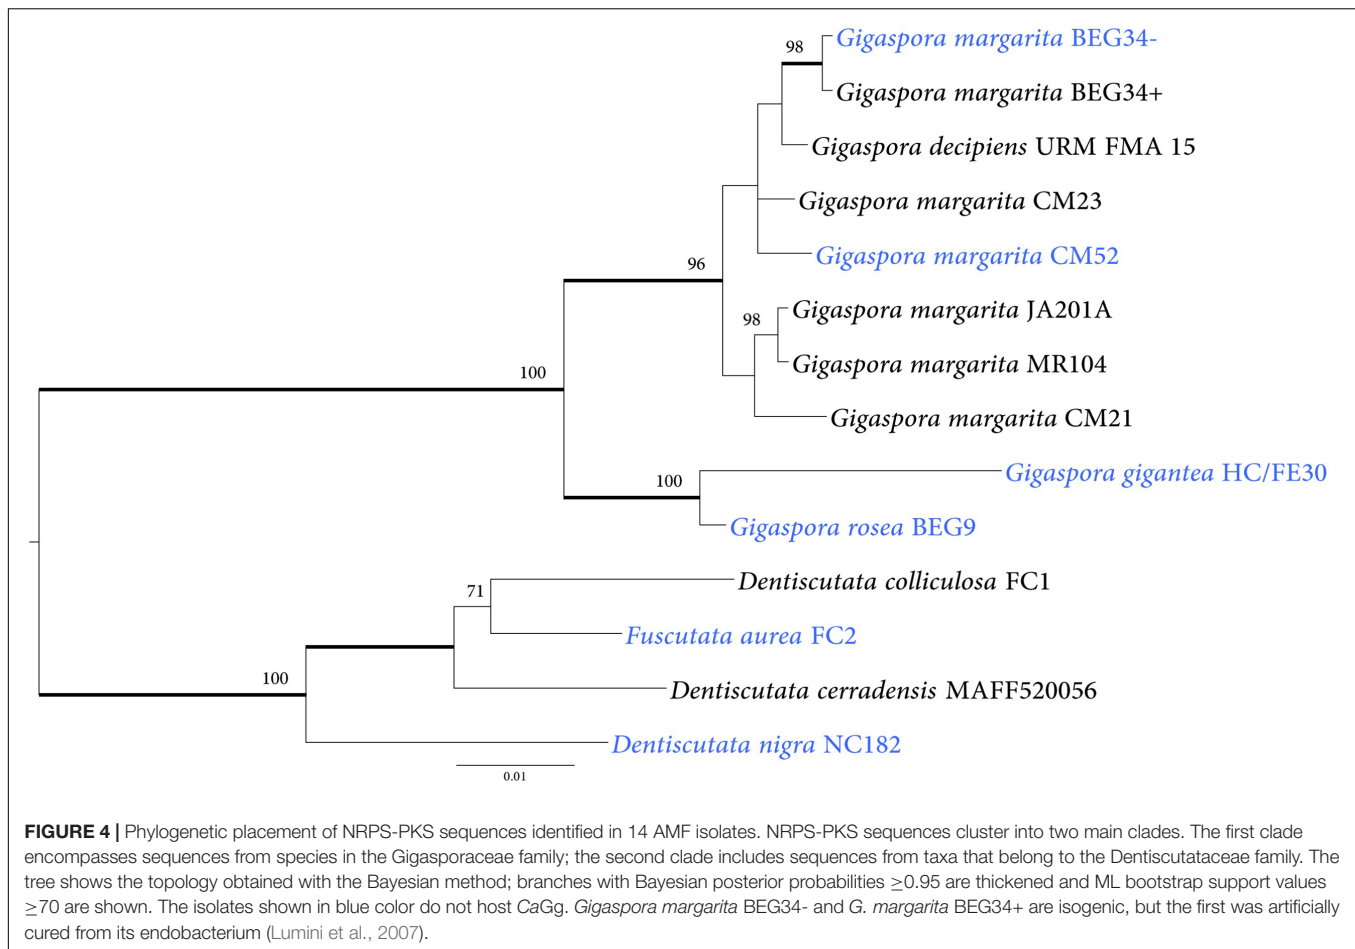 Gigaspora margarita BEG34-
98
Gigaspora margarita BEG34+
Gigaspora decipiens URM FMA 15
Gigaspora margarita CM23
Gigaspora margarita CM52
96
Gigaspora margarita JA201A
98
Gigaspora margarita MR104
100
Gigaspora margarita CM21
Gigaspora gigantea HC/FE30
100
Gigaspora rosea BEG9
Dentiscutata colliculosa FC1
71
Fuscutata aurea FC2
Dentiscutata cerradensis MAFF520056
100
Dentiscutata nigra NC182
0.01
FIGURE 4 | Phylogenetic placement of NRPS-PKS sequences identified in 14 AMF isolates. NRPS-PKS sequences cluster into two main clades. The first clade
encompasses sequences from species in the Gigasporaceae family; the second clade includes sequences from taxa that belong to the Dentiscutataceae family. The
tree shows the topology obtained with the Bayesian method; branches with Bayesian posterior probabilities ≥0.95 are thickened and ML bootstrap support values
≥70 are shown. The isolates shown in blue color do not host CaGg. Gigaspora margarita BEG34- and G. margarita BEG34+ are isogenic, but the first was artificially
cured from its endobacterium (Lumini et al., 2007).